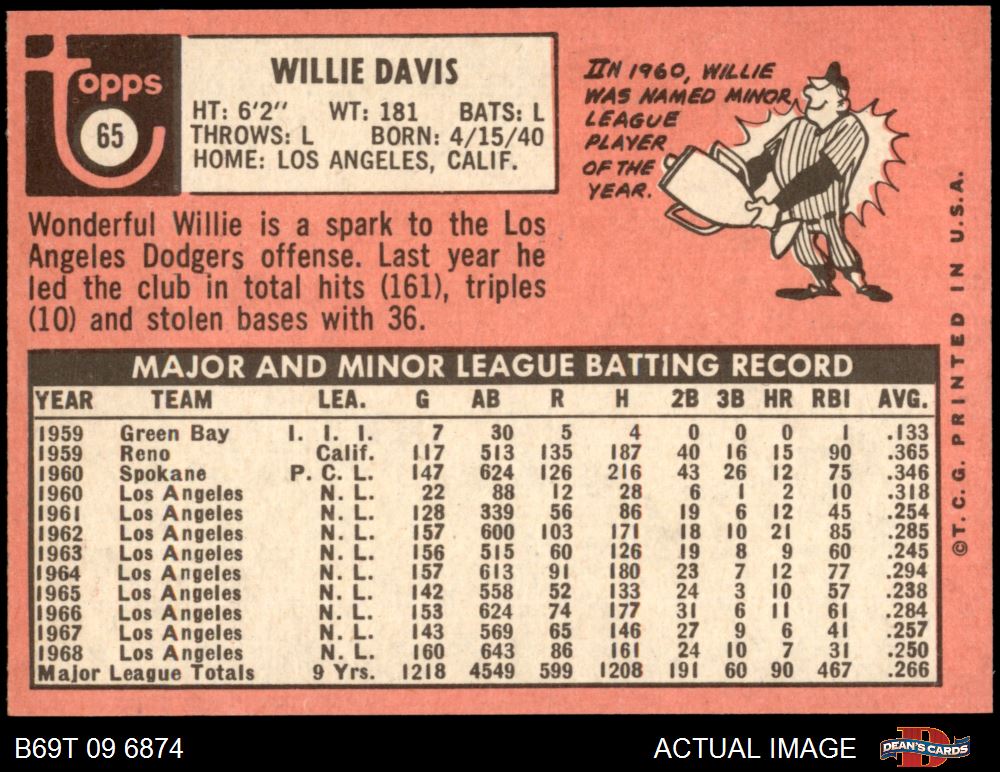 Topps
65
WILLIE DAVIS
HT: 6'2" WT: 181 BATS: L
THROWS: L BORN: 4/15/40
HOME: LOS ANGELES, CALIF.
IN 1960, WILLIE
WAS NAMED MINOR
LEAGUE
PLAYER
OF THE
YEAR.
Wonderful Willie is a spark to the Los
Angeles Dodgers offense. Last year he
led the club in total hits (161), triples
(10) and stolen bases with 36.
MAJOR AND MINOR LEAGUE BATTING RECORD
YEAR TEAM LEA. G AB R H 2B 3B HR RBI AVG.
1959 Green Bay I. I. I. 7 30 5 4 0 0 0 1 .133
1959 Reno Calif. 117 513 135 187 40 16 15 90 .365
1960 Spokane P. C. L. 147 624 126 216 43 26 12 75 .346
1960 Los Angeles N. L. 22 88 12 28 6 1 2 10 .318
1961 Los Angeles N. L. 128 339 56 86 19 6 12 45 .254
1962 Los Angeles N. L. 157 600 103 171 18 10 21 85 .285
1963 Los Angeles N. L. 156 515 60 126 19 8 9 60 .245
1964 Los Angeles N. L. 157 613 91 180 23 7 12 77 .294
1965 Los Angeles N. L. 142 558 52 133 24 3 10 57 .238
1966 Los Angeles N. L. 153 624 74 177 31 6 11 61 .284
1967 Los Angeles N. L. 143 569 65 146 27 9 6 41 .257
1968 Los Angeles N. L. 160 643 86 161 24 10 7 31 .250
Major League Totals 9 Yrs. 1218 4549 599 1208 191 60 90 467 .266
©T. C. G. PRINTED IN U.S.A.
B69T 09 6874
ACTUAL IMAGE
D
DEAN'S CARDS